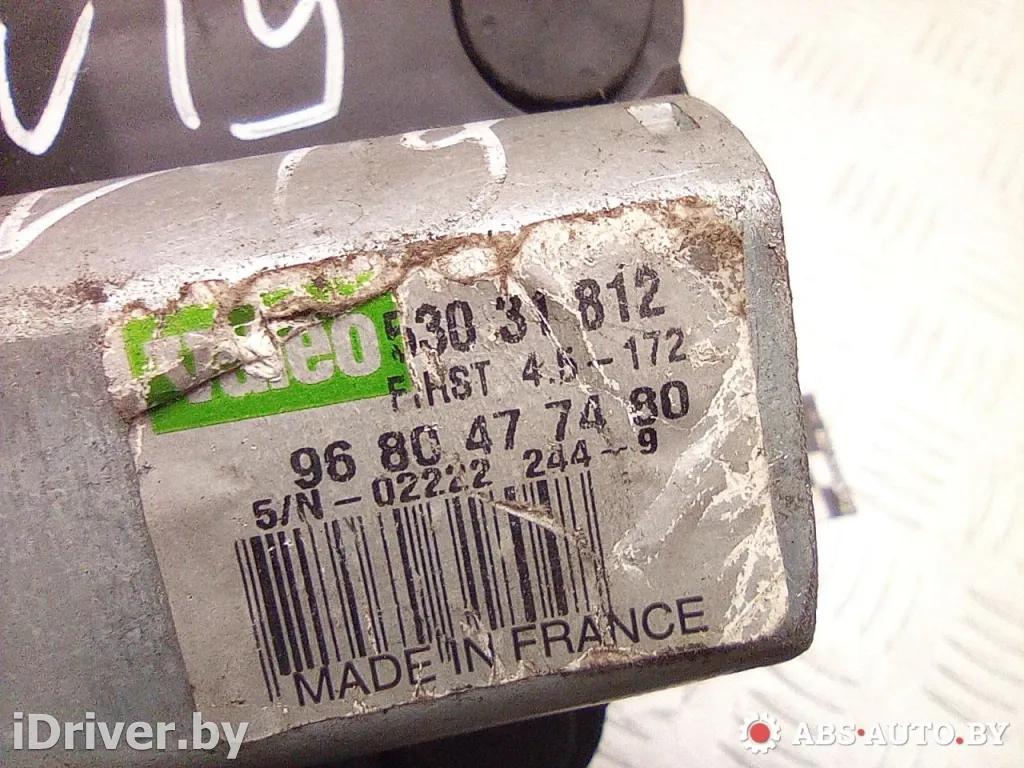 Valeo
530 31 812
FIRST 4.5-172
96 80 47 74 80
S/N-02222 244-9
MADE IN FRANCE
iDriver.by
ABS-AUTO.BY